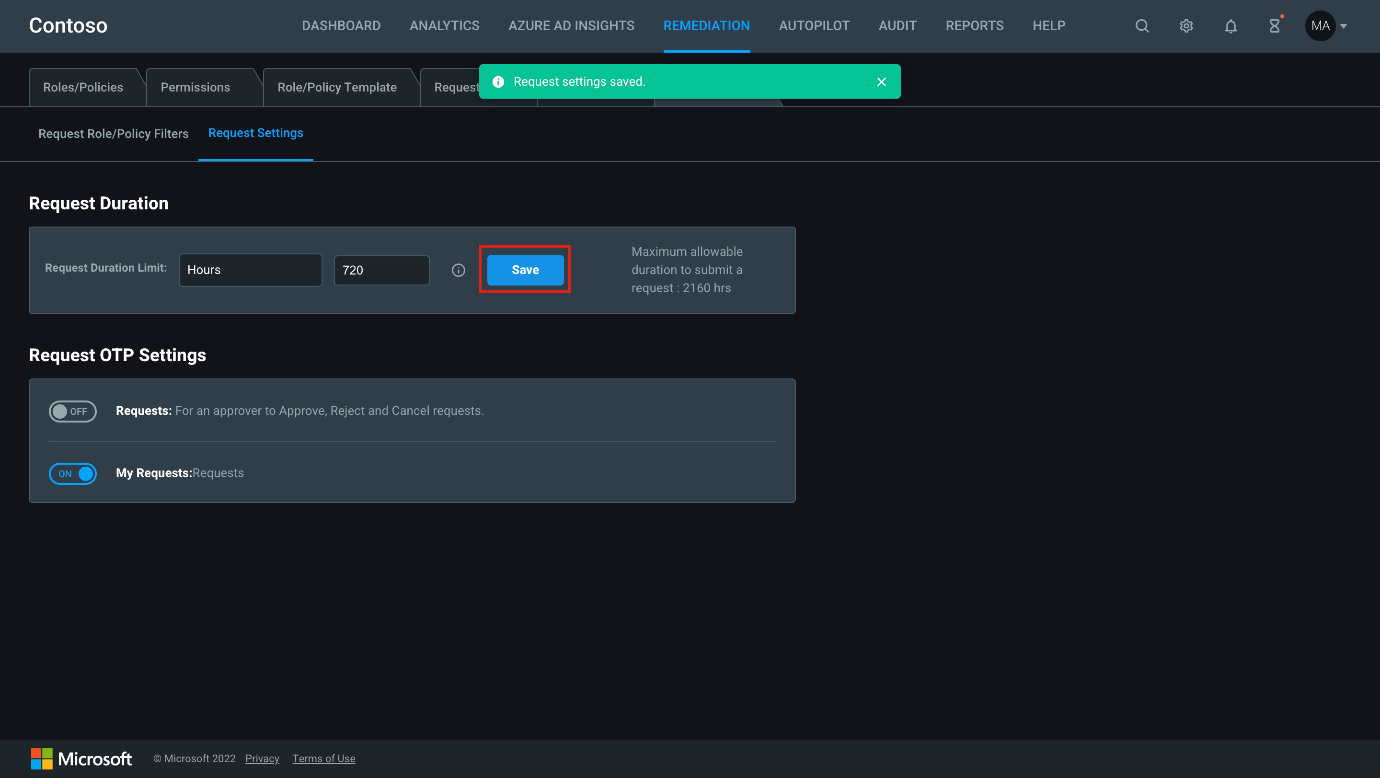 Contoso
DASHBOARD ANALYTICS AZURE AD INSIGHTS REMEDIATION AUTOPILOT AUDIT REPORTS HELP MA
Roles/Policies Permissions Role/Policy Template Request
Request settings saved.
Request Role/Policy Filters Request Settings
Request Duration
Request Duration Limit: Hours 720 Save
Maximum allowable
duration to submit a
request : 2160 hrs
Request OTP Settings
OFF Requests: For an approver to Approve, Reject and Cancel requests.
ON My Requests:Requests
Microsoft © Microsoft 2022 Privacy Terms of Use